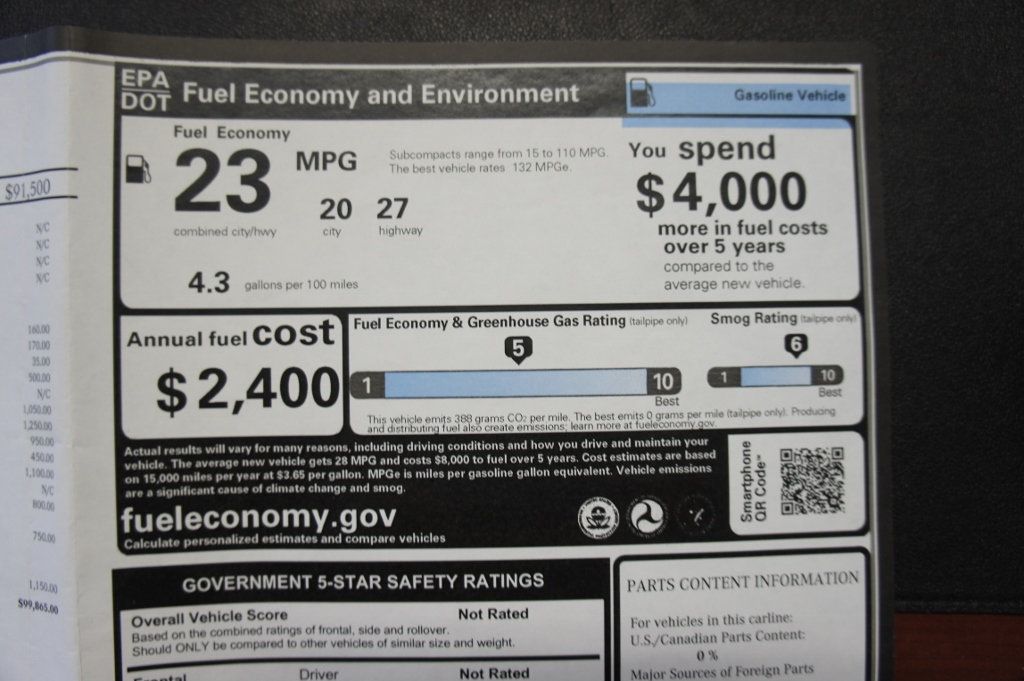 $91,500
N/C
N/C
N/C
N/C
160.00
170.00
35.00
500.00
N/C
1,050.00
1,250.00
950.00
450.00
1,100.00
N/C
800.00
750.00
1,150.00
$99,865.00
EPA
DOT
Fuel Economy and Environment
Gasoline Vehicle
Fuel Economy
23 MPG
combined city/hwy
20
city
27
highway
4.3 gallons per 100 miles
Subcompacts range from 15 to 110 MPG.
The best vehicle rates 132 MPGe.
You spend
$4,000
more in fuel costs
over 5 years
compared to the
average new vehicle.
Annual fuel cost
$2,400
Fuel Economy & Greenhouse Gas Rating (tailpipe only)
5
1
10
Best
Smog Rating (tailpipe only)
6
1
10
Best
This vehicle emits 388 grams CO2 per mile. The best emits 0 grams per mile (tailpipe only). Producing
and distributing fuel also create emissions; learn more at fueleconomy.gov.
Actual results will vary for many reasons, including driving conditions and how you drive and maintain your
vehicle. The average new vehicle gets 28 MPG and costs $8,000 to fuel over 5 years. Cost estimates are based
on 15,000 miles per year at $3.65 per gallon. MPGe is miles per gasoline gallon equivalent. Vehicle emissions
are a significant cause of climate change and smog.
fueleconomy.gov
Calculate personalized estimates and compare vehicles
Smartphone
QR Code™
GOVERNMENT 5-STAR SAFETY RATINGS
Overall Vehicle Score Not Rated
Based on the combined ratings of frontal, side and rollover.
Should ONLY be compared to other vehicles of similar size and weight.
Frontal Driver Not Rated
PARTS CONTENT INFORMATION
For vehicles in this carline:
U.S./Canadian Parts Content:
0 %
Major Sources of Foreign Parts